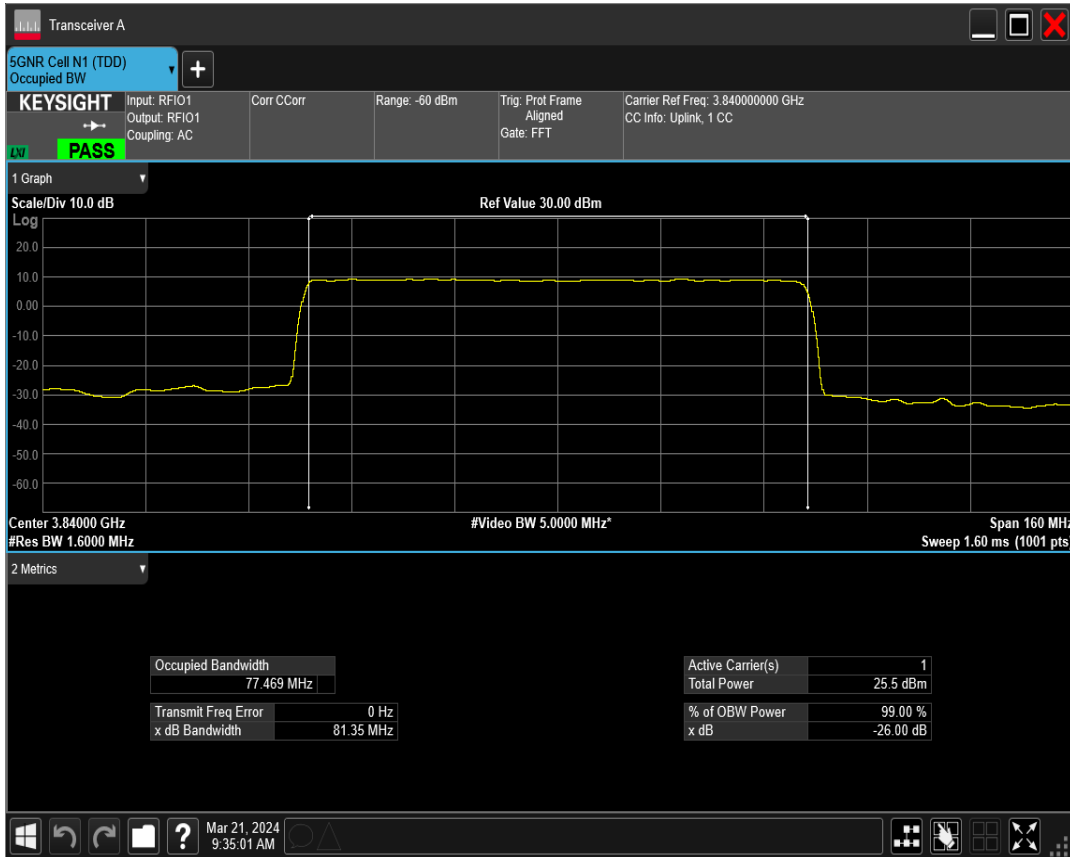 Transceiver A
5GNR Cell N1 (TDD)
Occupied BW
+
KEYSIGHT
LXI
PASS
Input: RFIO1
Output: RFIO1
Coupling: AC
Corr CCorr
Range: -60 dBm
Trig: Prot Frame
Aligned
Gate: FFT
Carrier Ref Freq: 3.840000000 GHz
CC Info: Uplink, 1 CC
1 Graph
Scale/Div 10.0 dB
Ref Value 30.00 dBm
Log
20.0
10.0
0.00
-10.0
-20.0
-30.0
-40.0
-50.0
-60.0
Center 3.84000 GHz
#Video BW 5.0000 MHz*
Span 160 MHz
#Res BW 1.6000 MHz
Sweep 1.60 ms (1001 pts)
2 Metrics
Occupied Bandwidth
77.469 MHz
Transmit Freq Error 0 Hz
x dB Bandwidth 81.35 MHz
Active Carrier(s) 1
Total Power 25.5 dBm
% of OBW Power 99.00 %
x dB -26.00 dB
?
Mar 21, 2024
9:35:01 AM